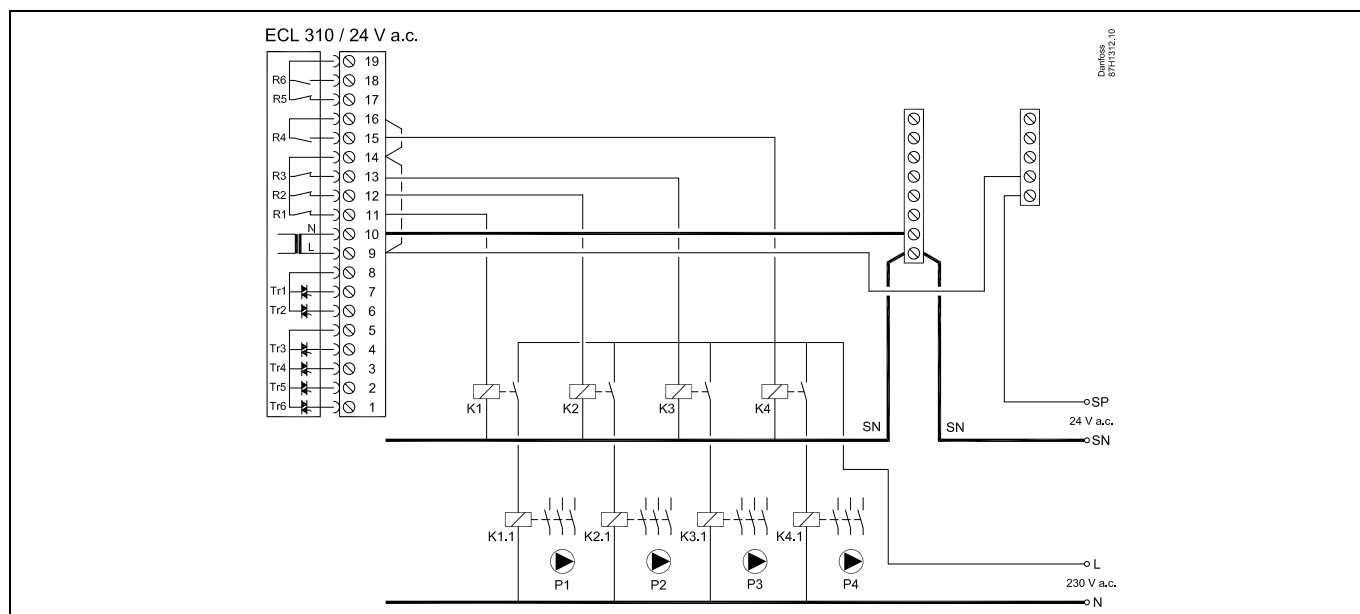 ECL 310 / 24 V a.c.
Danfoss
87H1312.10
19
R6 18
R5 17
16
R4 15
14
R3 13
R2 12
R1 11
N 10
L 9
8
Tr1 7
Tr2 6
5
Tr3 4
Tr4 3
Tr5 2
Tr6 1
K1 K2 K3 K4
SP
24 V a.c.
SN SN SN
K1.1 K2.1 K3.1 K4.1
P1 P2 P3 P4
L
230 V a.c.
N